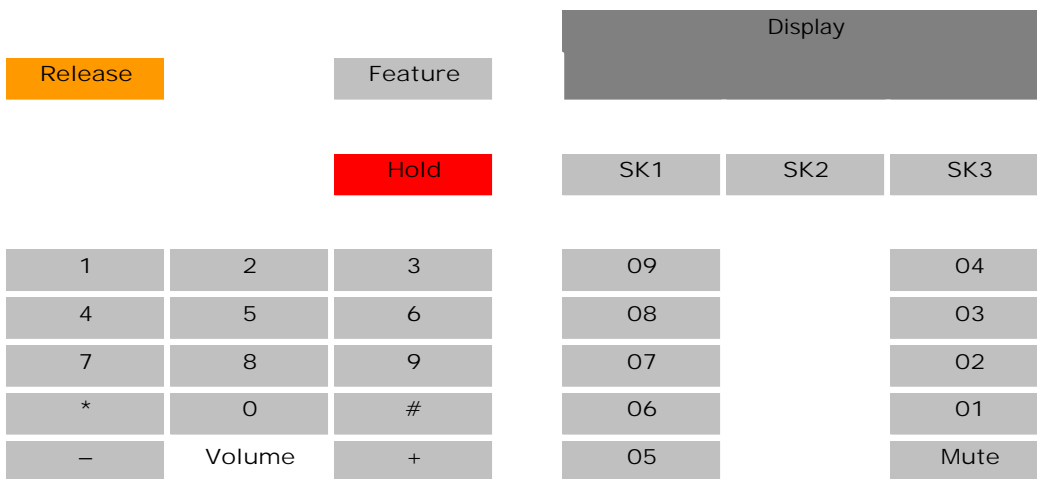 Display
Release Feature
Hold SK1 SK2 SK3
1 2 3 09 04
4 5 6 08 03
7 8 9 07 02
* 0 # 06 01
– Volume + 05 Mute